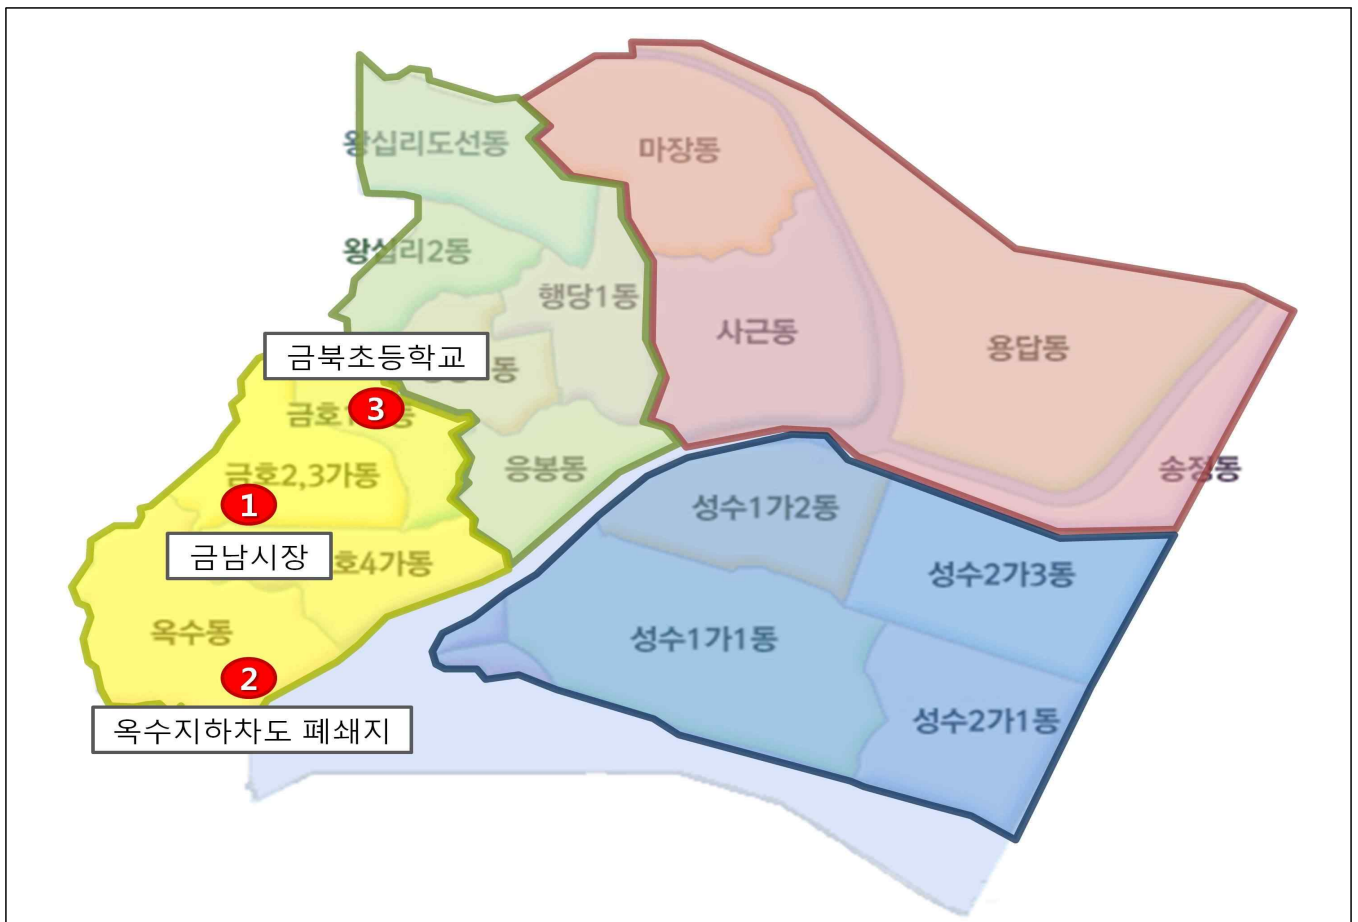 왕십리도선동
마장동
왕십리2동
행당1동
사근동
용답동
금북초등학교
동
3
금호1
응봉동
송정동
금호2,3가동
1
성수1가2동
금남시장
호4가동
성수2가3동
옥수동
성수1가1동
2
성수2가1동
옥수지하차도 폐쇄지